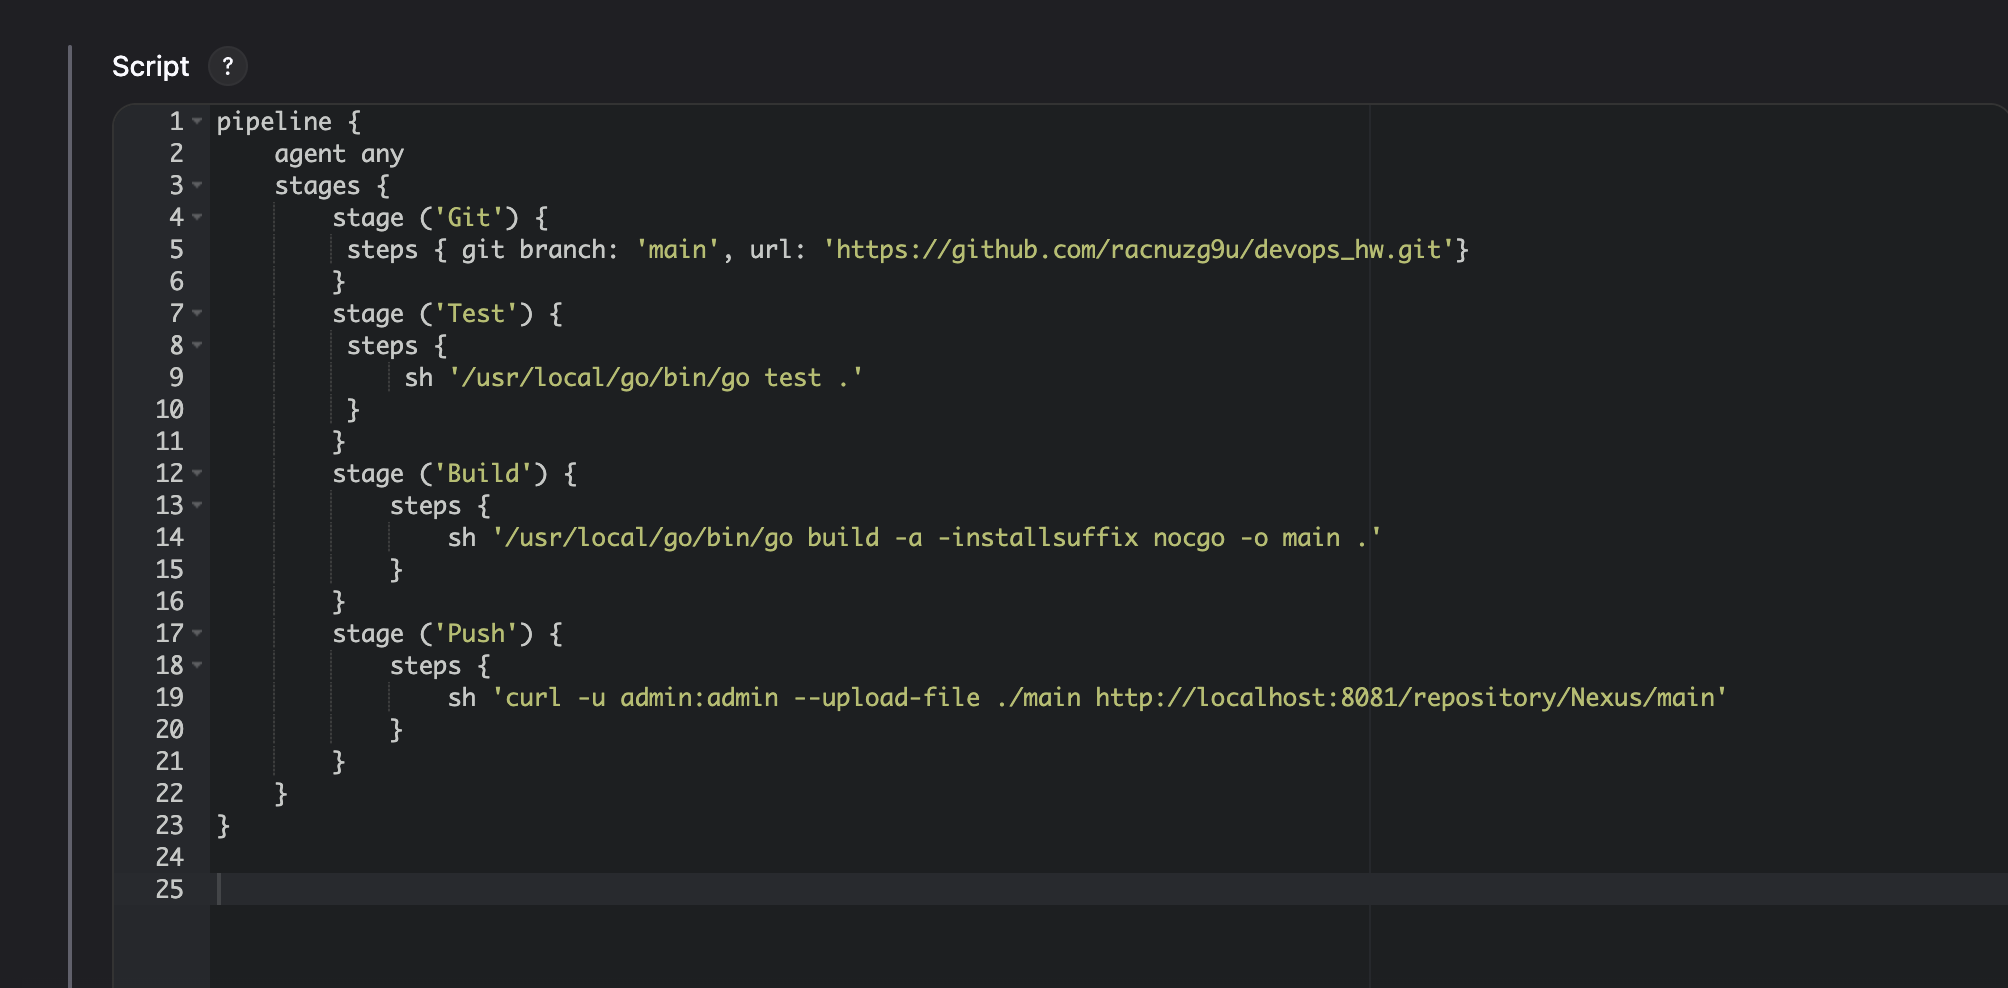 Script ?
1 pipeline {
2     agent any
3     stages {
4         stage ('Git') {
5          steps { git branch: 'main', url: 'https://github.com/racnuzg9u/devops_hw.git'}
6         }
7         stage ('Test') {
8          steps {
9              sh '/usr/local/go/bin/go test .'
10          }
11         }
12         stage ('Build') {
13             steps {
14                 sh '/usr/local/go/bin/go build -a -installsuffix nocgo -o main .'
15             }
16         }
17         stage ('Push') {
18             steps {
19                 sh 'curl -u admin:admin --upload-file ./main http://localhost:8081/repository/Nexus/main'
20             }
21         }
22     }
23 }
24
25